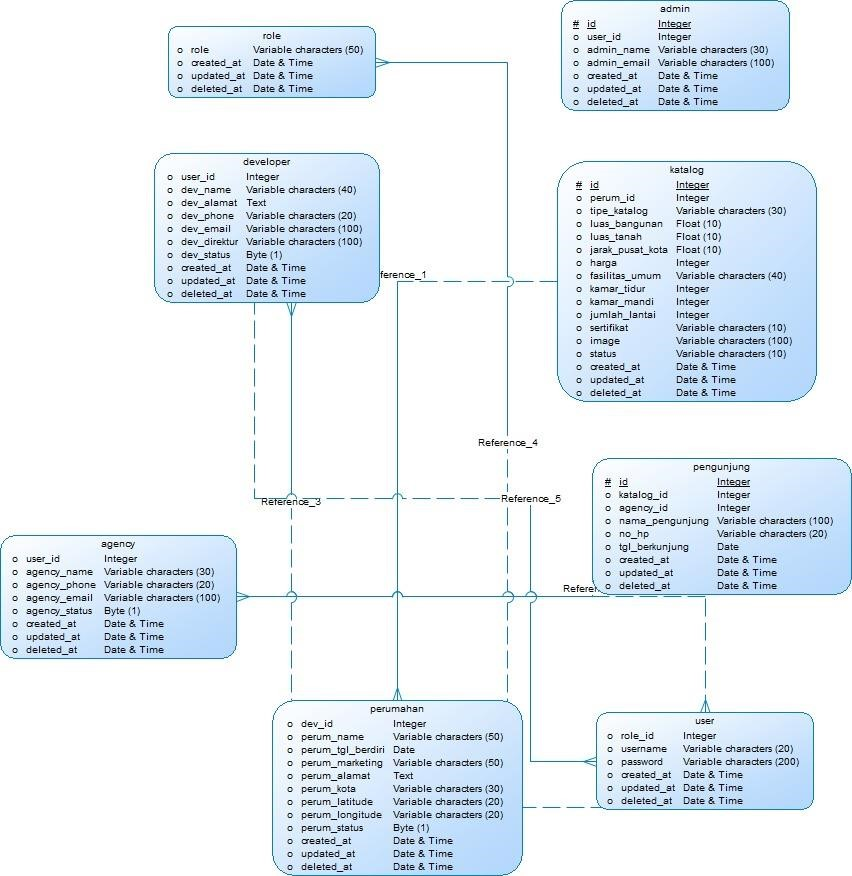 role
o role Variable characters (50)
o created_at Date & Time
o updated_at Date & Time
o deleted_at Date & Time
admin
# id Integer
o user_id Integer
o admin_name Variable characters (30)
o admin_email Variable characters (100)
o created_at Date & Time
o updated_at Date & Time
o deleted_at Date & Time
developer
o user_id Integer
o dev_name Variable characters (40)
o dev_alamat Text
o dev_phone Variable characters (20)
o dev_email Variable characters (100)
o dev_direktur Variable characters (100)
o dev_status Byte (1)
o created_at Date & Time
o updated_at Date & Time
o deleted_at Date & Time
katalog
# id Integer
o perum_id Integer
o tipe_katalog Variable characters (30)
o luas_bangunan Float (10)
o luas_tanah Float (10)
o jarak_pusat_kota Float (10)
o harga Integer
o fasilitas_umum Variable characters (40)
o kamar_tidur Integer
o kamar_mandi Integer
o jumlah_lantai Integer
o sertifikat Variable characters (10)
o image Variable characters (100)
o status Variable characters (10)
o created_at Date & Time
o updated_at Date & Time
o deleted_at Date & Time
ference_1
Reference_4
Reference_3
Reference_5
pengunjung
# id Integer
o katalog_id Integer
o agency_id Integer
o nama_pengunjung Variable characters (100)
o no_hp Variable characters (20)
o tgl_berkunjung Date
o created_at Date & Time
o updated_at Date & Time
o deleted_at Date & Time
agency
o user_id Integer
o agency_name Variable characters (30)
o agency_phone Variable characters (20)
o agency_email Variable characters (100)
o agency_status Byte (1)
o created_at Date & Time
o updated_at Date & Time
o deleted_at Date & Time
Refer
perumahan
o dev_id Integer
o perum_name Variable characters (50)
o perum_tgl_berdiri Date
o perum_marketing Variable characters (50)
o perum_alamat Text
o perum_kota Variable characters (30)
o perum_latitude Variable characters (20)
o perum_longitude Variable characters (20)
o perum_status Byte (1)
o created_at Date & Time
o updated_at Date & Time
o deleted_at Date & Time
user
o role_id Integer
o username Variable characters (20)
o password Variable characters (200)
o created_at Date & Time
o updated_at Date & Time
o deleted_at Date & Time